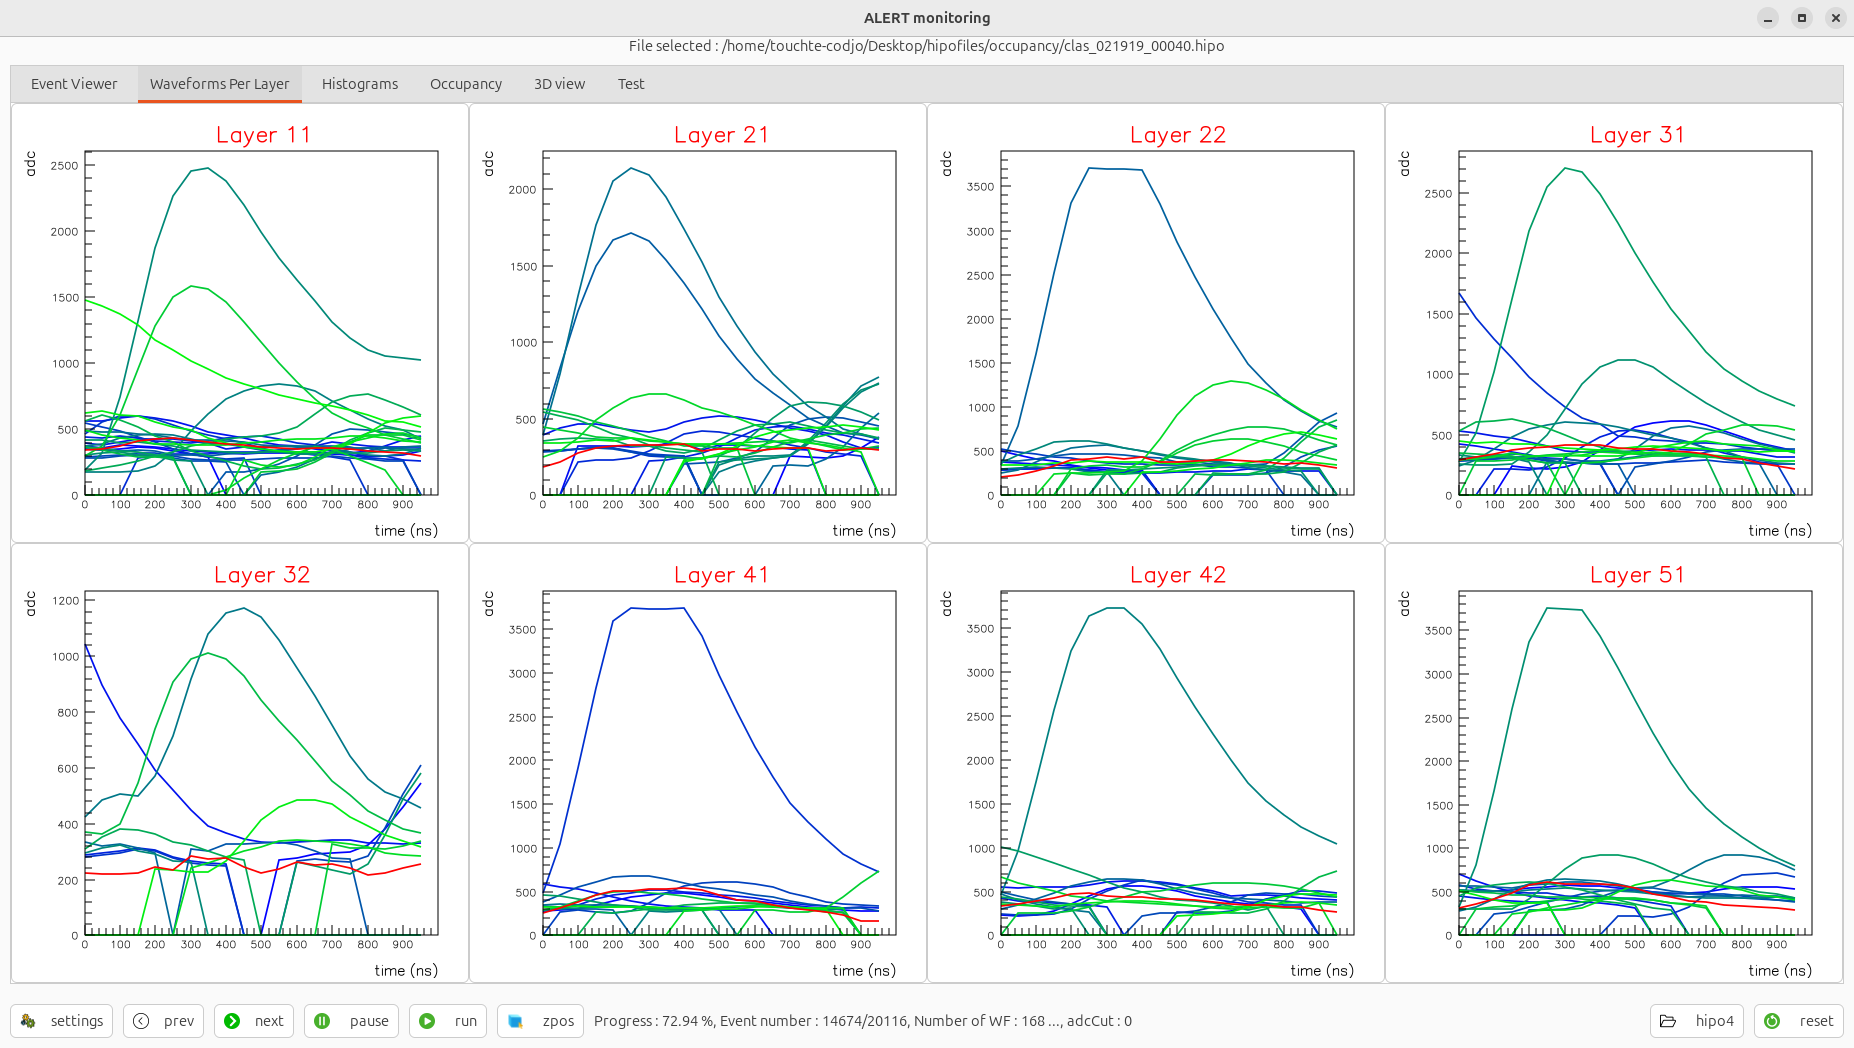 ALERT monitoring
File selected : /home/touchte-codjo/Desktop/hipofiles/occupancy/clas_021919_00040.hipo
Event Viewer Waveforms Per Layer Histograms Occupancy 3D view Test
Layer 11
adc
2500
2000
1500
1000
500
0
0 100 200 300 400 500 600 700 800 900
time (ns)
Layer 21
adc
2000
1500
1000
500
0
0 100 200 300 400 500 600 700 800 900
time (ns)
Layer 22
adc
3500
3000
2500
2000
1500
1000
500
0
0 100 200 300 400 500 600 700 800 900
time (ns)
Layer 31
adc
2500
2000
1500
1000
500
0
0 100 200 300 400 500 600 700 800 900
time (ns)
Layer 32
adc
1200
1000
800
600
400
200
0
0 100 200 300 400 500 600 700 800 900
time (ns)
Layer 41
adc
3500
3000
2500
2000
1500
1000
500
0
0 100 200 300 400 500 600 700 800 900
time (ns)
Layer 42
adc
3500
3000
2500
2000
1500
1000
500
0
0 100 200 300 400 500 600 700 800 900
time (ns)
Layer 51
adc
3500
3000
2500
2000
1500
1000
500
0
0 100 200 300 400 500 600 700 800 900
time (ns)
settings prev next pause run zpos Progress : 72.94 %, Event number : 14674/20116, Number of WF : 168 ..., adcCut : 0 hipo4 reset